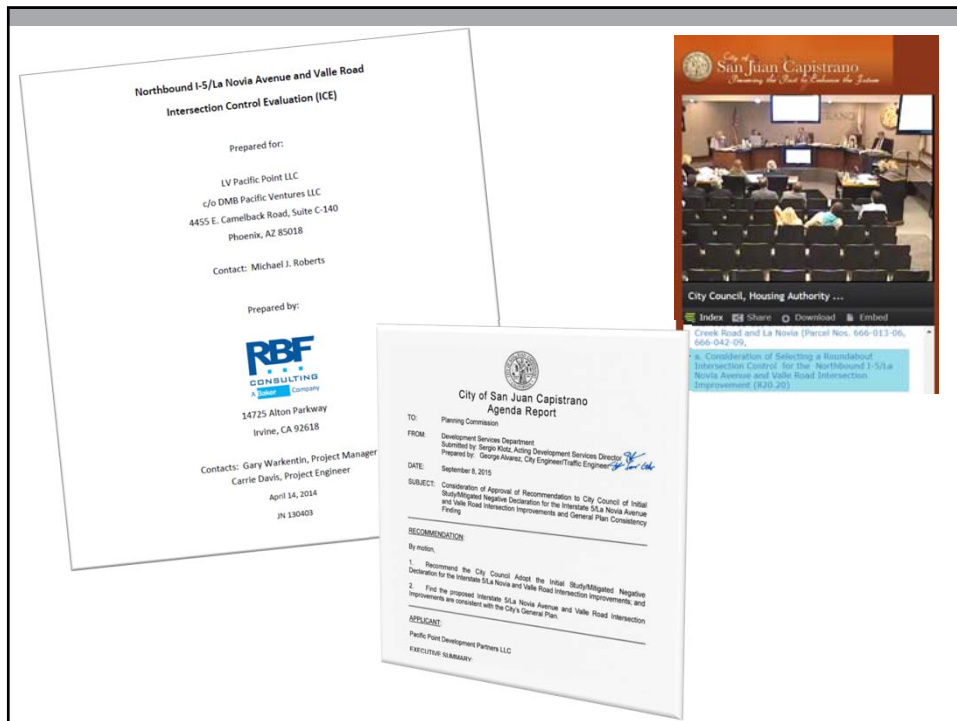 Northbound I-5/La Novia Avenue and Valle Road
Intersection Control Evaluation (ICE)
Prepared for:
LV Pacific Point LLC
c/o DMB Pacific Ventures LLC
4455 E. Camelback Road, Suite C-140
Phoenix, AZ 85018
Contact: Michael J. Roberts
Prepared by:
RBF
CONSULTING
A Baker Company
14725 Alton Parkway
Irvine, CA 92618
Contacts: Gary Warkentin, Project Manager
Carrie Davis, Project Engineer
April 14, 2014
JN 130403
City of San Juan Capistrano
Agenda Report
TO: Planning Commission
FROM: Development Services Department
Submitted by: Sergio Klotz, Acting Development Services Director
Prepared by: George Alvarez, City Engineer/Traffic Engineer
DATE: September 8, 2015
SUBJECT: Consideration of Approval of Recommendation to City Council of Initial
Study/Mitigated Negative Declaration for the Interstate 5/La Novia Avenue
and Valle Road Intersection Improvements and General Plan Consistency
Finding
RECOMMENDATION:
By motion,
1. Recommend the City Council Adopt the Initial Study/Mitigated Negative
Declaration for the Interstate 5/La Novia and Valle Road Intersection Improvements; and
2. Find the proposed Interstate 5/La Novia Avenue and Valle Road Intersection
Improvements are consistent with the City's General Plan.
APPLICANT:
Pacific Point Development Partners LLC
EXECUTIVE SUMMARY:
City of
San Juan Capistrano
Preserving the Past to Enhance the Future
City Council, Housing Authority ...
Index Share Download Embed
Creek Road and La Novia (Parcel Nos. 666-013-06,
666-042-09,
a. Consideration of Selecting a Roundabout
Intersection Control for the Northbound I-5/La
Novia Avenue and Valle Road Intersection
Improvement (820.20)